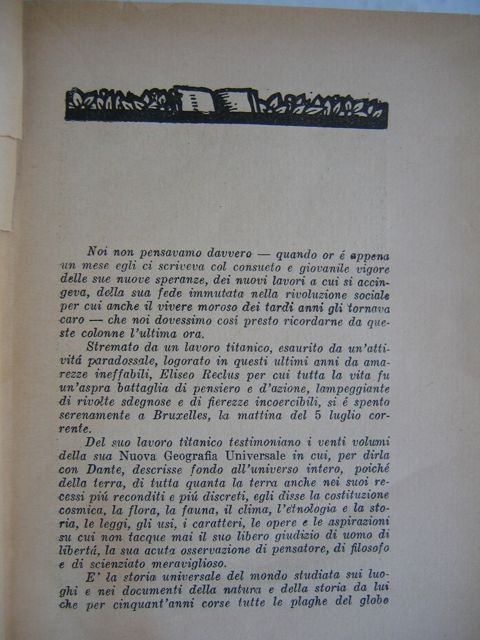 Noi non pensavamo davvero — quando or é appena
un mese egli ci scriveva col consueto e giovanile vigore
delle sue nuove speranze, dei nuovi lavori a cui si accin-
geva, della sua fede immutata nella rivoluzione sociale
per cui anche il vivere moroso dei tardi anni gli tornava
caro — che noi dovessimo cosi presto ricordarne da que-
ste colonne l'ultima ora.
Stremato da un lavoro titanico, esaurito da un'atti-
vitá paradossale, logorato in questi ultimi anni da ama-
rezze ineffabili, Eliseo Reclus per cui tutta la vita fu
un'aspra battaglia di pensiero e d'azione, lampeggiante
di rivolte sdegnose e di fierezze incoercibili, si é spento
serenamente a Bruxelles, la mattina del 5 luglio cor-
rente.
Del suo lavoro titanico testimoniano i venti volumi
della sua Nuova Geografia Universale in cui, per dirla
con Dante, descrisse fondo all'universo intero, poiché
della terra, di tutta quanta la terra anche nei suoi re-
cessi piú reconditi e piú discreti, egli disse la costituzione
cosmica, la flora, la fauna, il clima, l'etnologia e la sto-
ria, le leggi, gli usi, i caratteri, le opere e le aspirazioni
su cui non tacque mai il suo libero giudizio di uomo di
libertá, la sua acuta osservazione di pensatore, di filosofo
e di scienziato meraviglioso.
E' la storia universale del mondo studiata sui luo-
ghi e nei documenti della natura e della storia da lui
che per cinquant'anni corse tutte le plaghe del globo